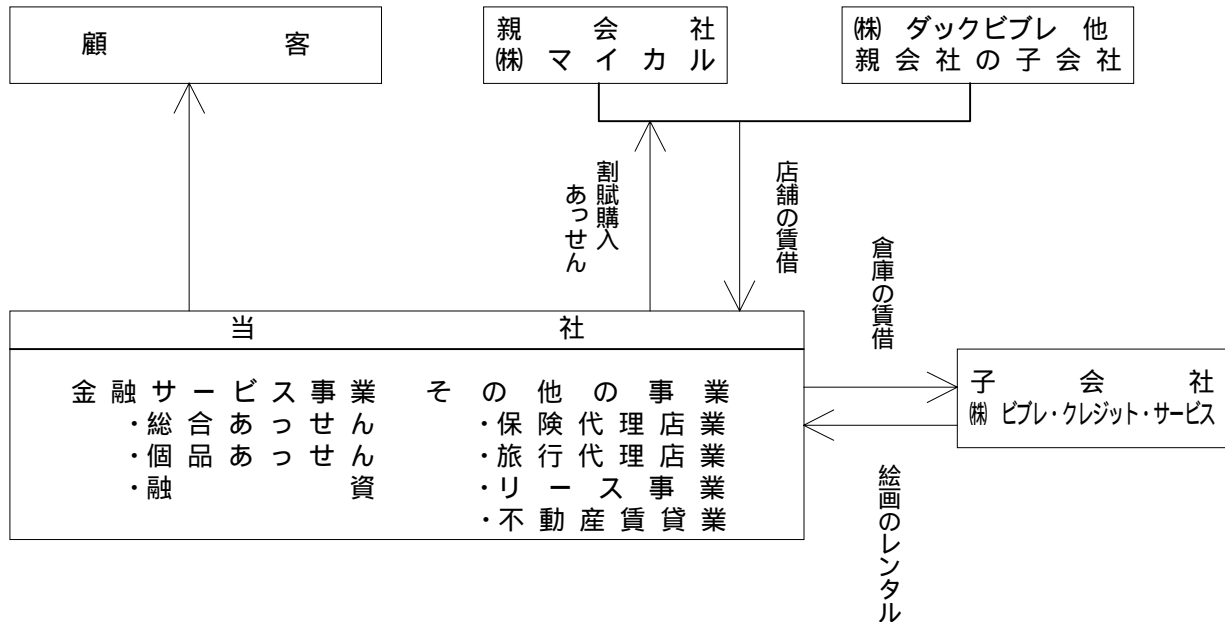 顧客
親会社
㈱マイカル
㈱ダックビブレ 他
親会社の子会社
割賦購入
あっせん
店舗の賃借
倉庫の賃借
当社
金融サービス事業
・総合あっせん
・個品あっせん
・融資
その他の事業
・保険代理店業
・旅行代理店業
・リース事業
・不動産賃貸業
子会社
㈱ビブレ・クレジット・サービス
絵画のレンタル